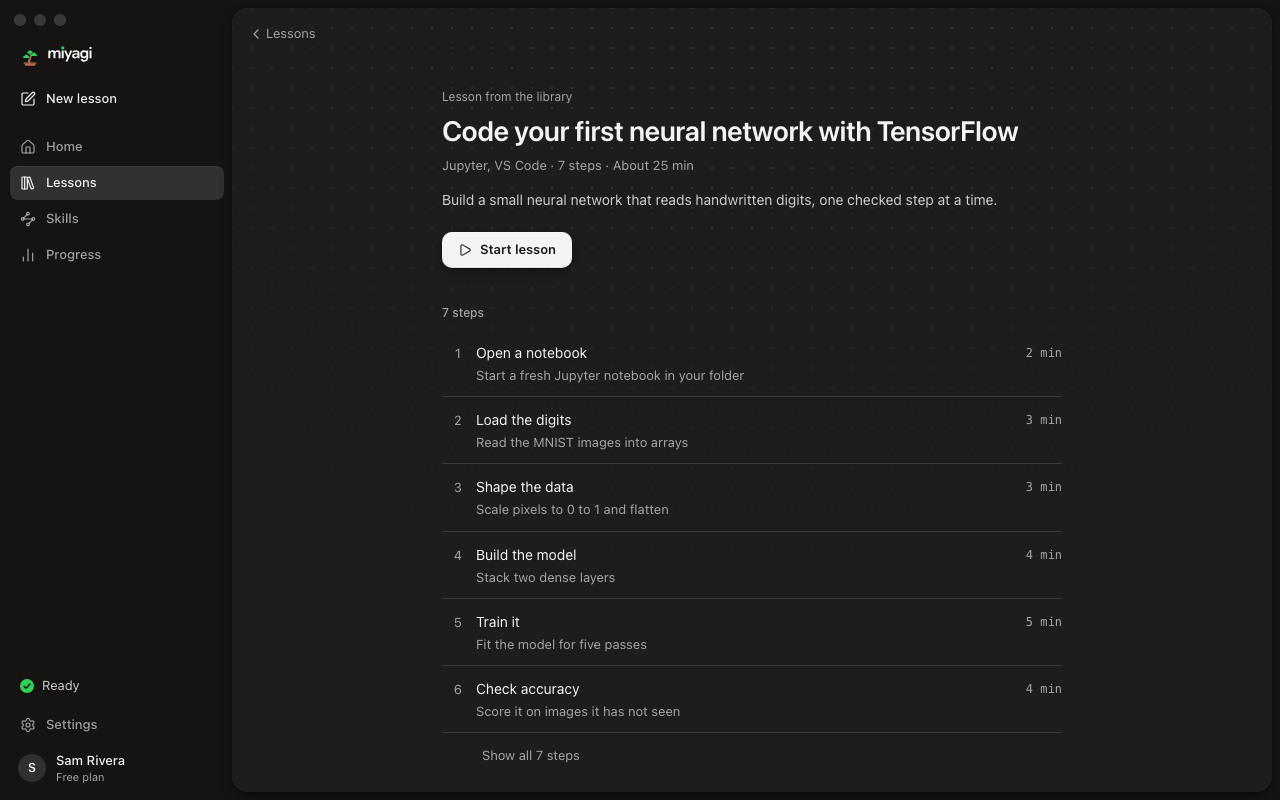 miyagi
New lesson
Home
Lessons
Skills
Progress
Ready
Settings
S
Sam Rivera
Free plan
Lessons
Lesson from the library
Code your first neural network with TensorFlow
Jupyter, VS Code · 7 steps · About 25 min
Build a small neural network that reads handwritten digits, one checked step at a time.
Start lesson
7 steps
1 Open a notebook 2 min
Start a fresh Jupyter notebook in your folder
2 Load the digits 3 min
Read the MNIST images into arrays
3 Shape the data 3 min
Scale pixels to 0 to 1 and flatten
4 Build the model 4 min
Stack two dense layers
5 Train it 5 min
Fit the model for five passes
6 Check accuracy 4 min
Score it on images it has not seen
Show all 7 steps